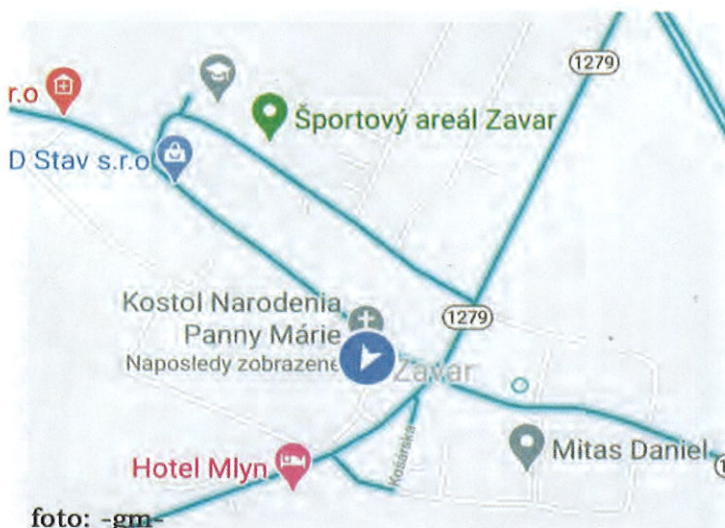 1279
r.o
Športový areál Zavar
D Stav s.r.o
Kostol Narodenia
Panny Márie
Naposledy zobrazené
1279
Zavar
Košárska
Mitas Daniel
Hotel Mlyn
foto: -gm-